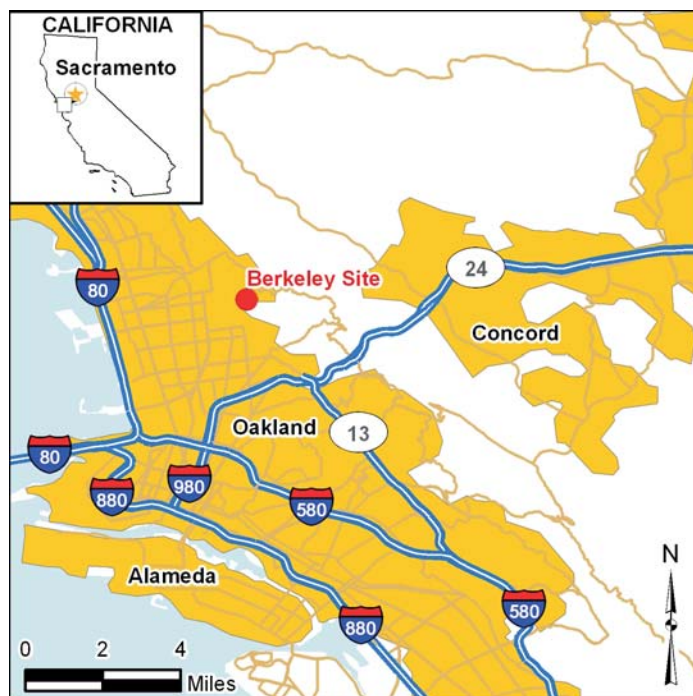 CALIFORNIA
Sacramento
80
Berkeley Site
24
Concord
Oakland
13
80
880
980
580
Alameda
N
880
580
0 2 4
Miles